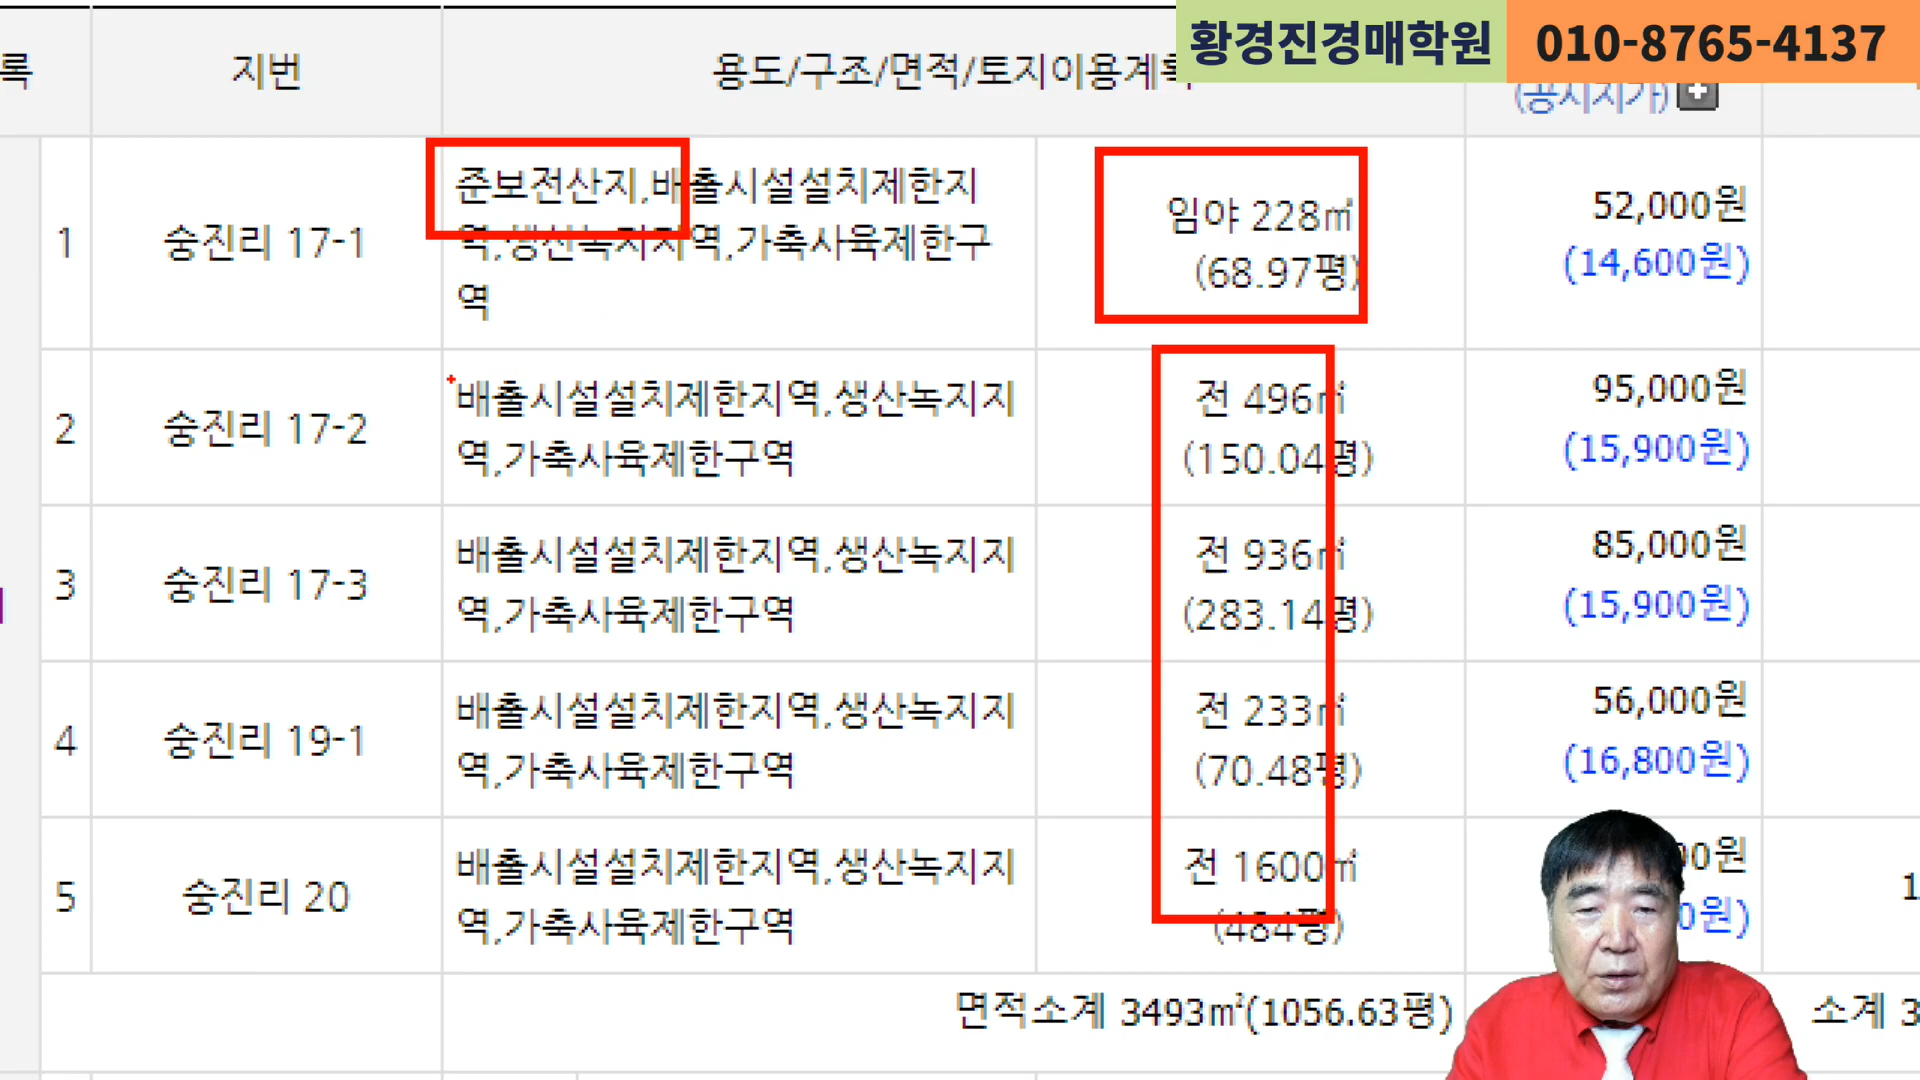 황경진경매학원 010-8765-4137
록 지번 용도/구조/면적/토지이용계획
(공시지가)
1 숭진리 17-1
준보전산지,배출시설설치제한지
역,생산녹지지역,가축사육제한구
역
임야 228㎡
(68.97평)
52,000원
(14,600원)
2 숭진리 17-2
배출시설설치제한지역,생산녹지지
역,가축사육제한구역
전 496㎡
(150.04평)
95,000원
(15,900원)
3 숭진리 17-3
배출시설설치제한지역,생산녹지지
역,가축사육제한구역
전 936㎡
(283.14평)
85,000원
(15,900원)
4 숭진리 19-1
배출시설설치제한지역,생산녹지지
역,가축사육제한구역
전 233㎡
(70.48평)
56,000원
(16,800원)
5 숭진리 20
배출시설설치제한지역,생산녹지지
역,가축사육제한구역
전 1600㎡
(484평)
면적소계 3493㎡(1056.63평)
소계